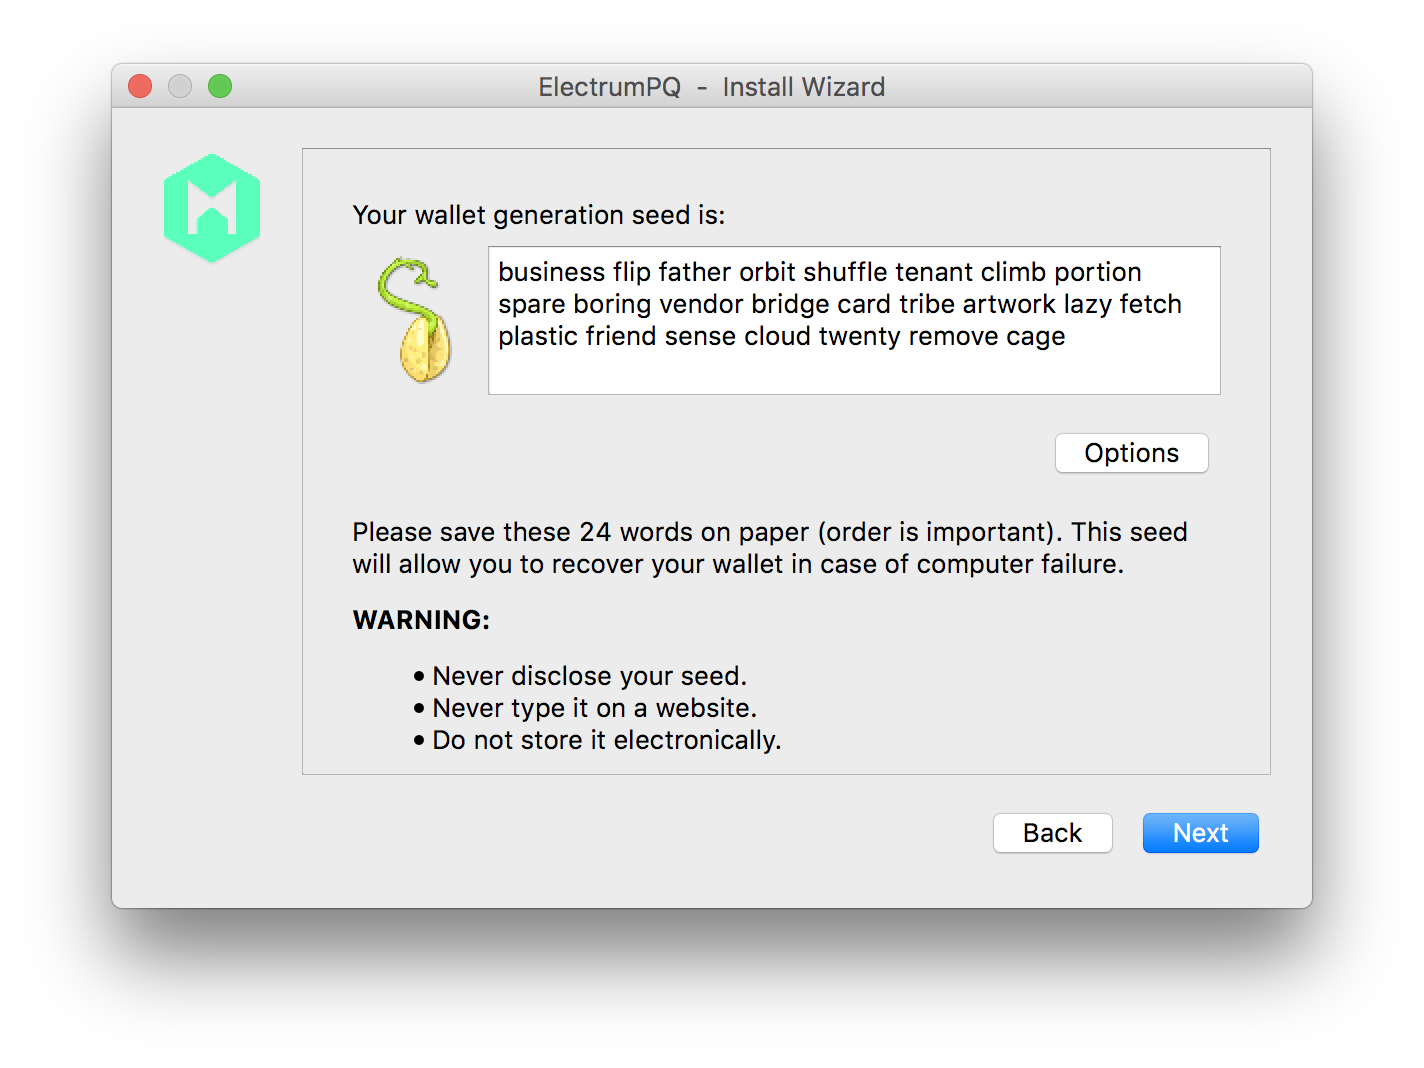 ElectrumPQ - Install Wizard
Your wallet generation seed is:
business flip father orbit shuffle tenant climb portion
spare boring vendor bridge card tribe artwork lazy fetch
plastic friend sense cloud twenty remove cage
Options
Please save these 24 words on paper (order is important). This seed
will allow you to recover your wallet in case of computer failure.
WARNING:
• Never disclose your seed.
• Never type it on a website.
• Do not store it electronically.
Back
Next